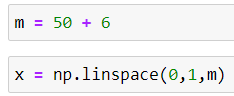 m = 50 + 6
x = np.linspace(0,1,m)